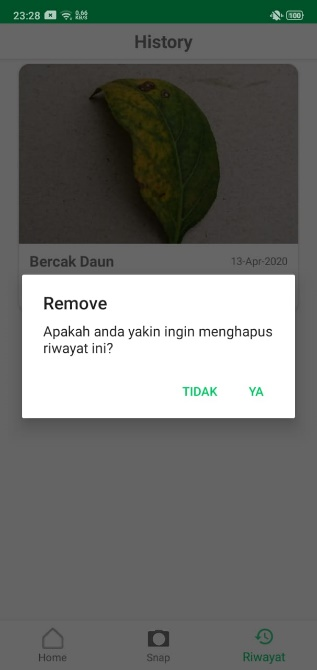 23:28 0.66 KB/S 100
History
Bercak Daun 13-Apr-2020
Remove
Apakah anda yakin ingin menghapus
riwayat ini?
TIDAK YA
Home Snap Riwayat